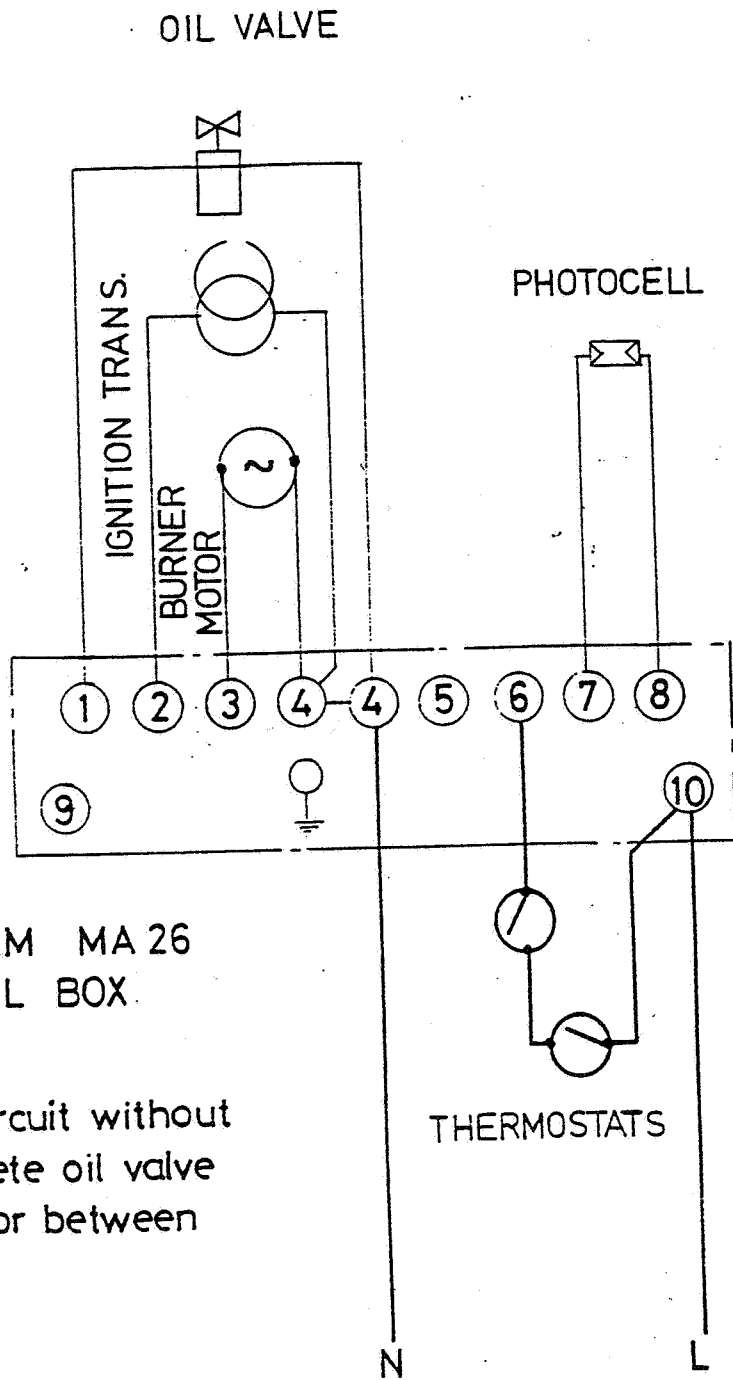 OIL VALVE
IGNITION TRANS.
BURNER
MOTOR
PHOTOCELL
~
1 2 3 4 4 5 6 7 8
9
10
MA 26
L BOX
rcuit without
ete oil valve
or between
THERMOSTATS
N
L